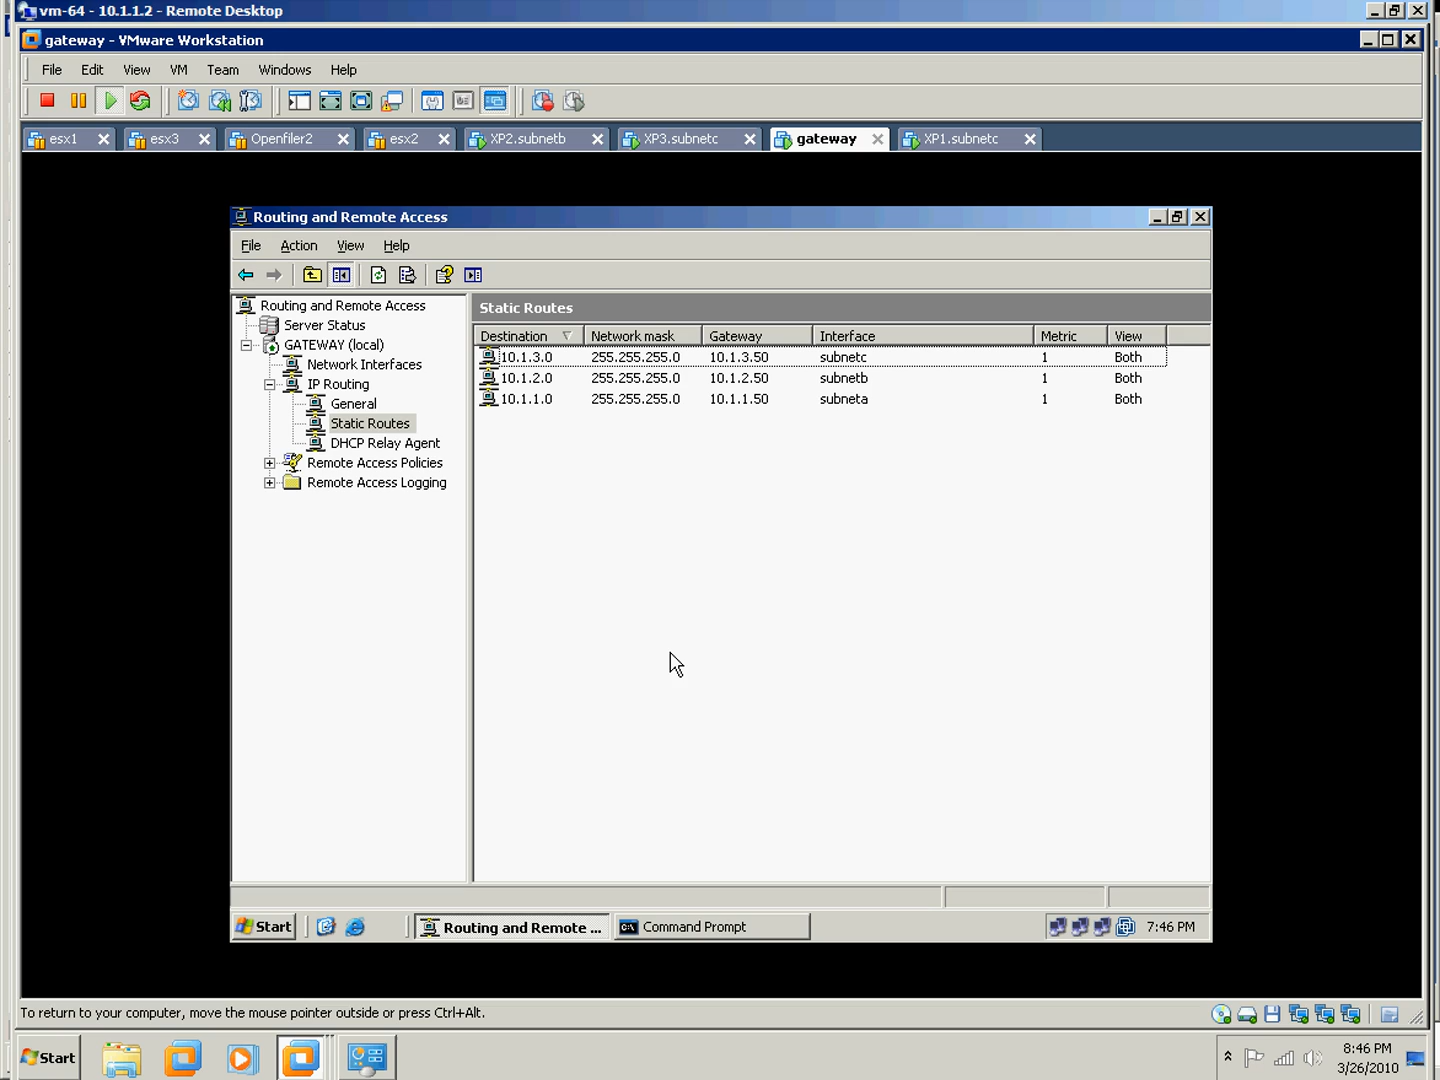 vm-64 - 10.1.1.2 - Remote Desktop
gateway - VMware Workstation
File Edit View VM Team Windows Help
esx1 esx3 Openfiler2 esx2 XP2.subnetb XP3.subnetc gateway XP1.subnetc
Routing and Remote Access
File Action View Help
Routing and Remote Access
Server Status
GATEWAY (local)
Network Interfaces
IP Routing
General
Static Routes
DHCP Relay Agent
Remote Access Policies
Remote Access Logging
Static Routes
Destination Network mask Gateway Interface Metric View
10.1.3.0 255.255.255.0 10.1.3.50 subnetc 1 Both
10.1.2.0 255.255.255.0 10.1.2.50 subnetb 1 Both
10.1.1.0 255.255.255.0 10.1.1.50 subneta 1 Both
Start Routing and Remote ... Command Prompt 7:46 PM
To return to your computer, move the mouse pointer outside or press Ctrl+Alt.
Start 8:46 PM
3/26/2010